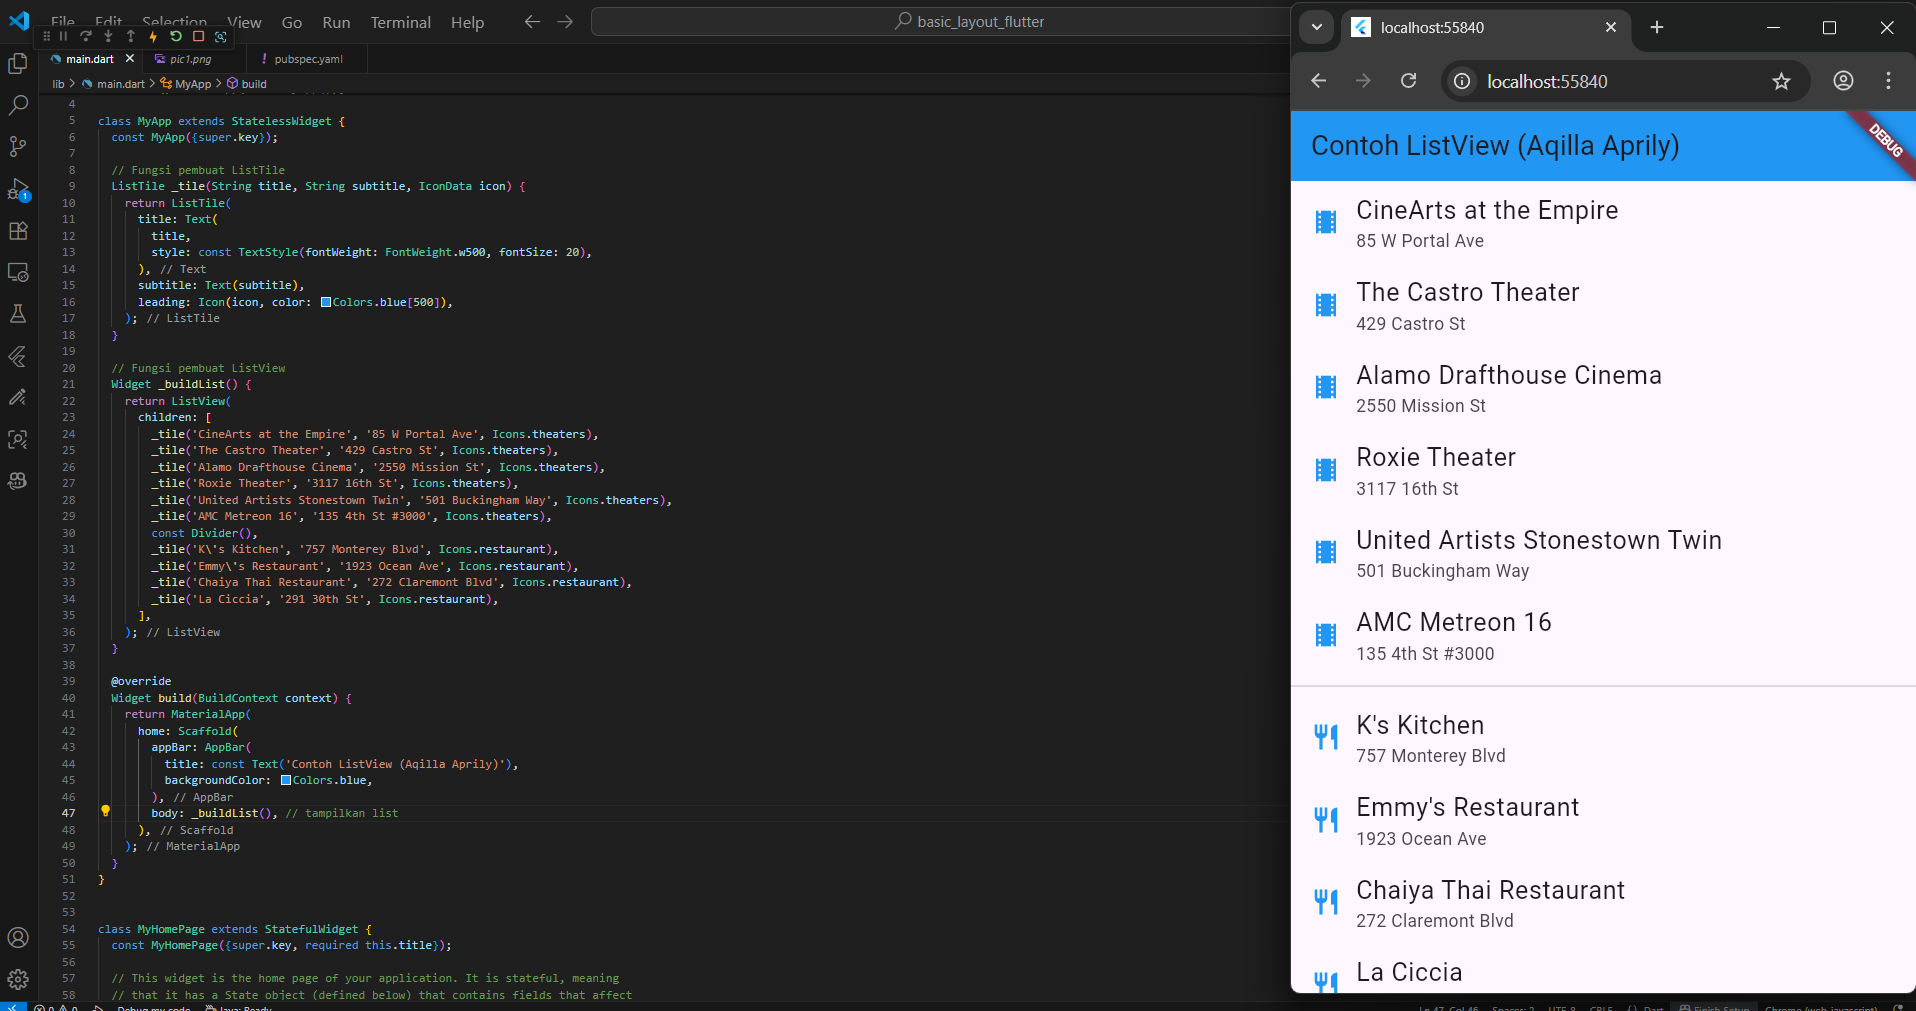 File Edit Selection View Go Run Terminal Help
basic_layout_flutter
main.dart
pic1.png
! pubspec.yaml
lib > main.dart > MyApp > build
4
5 class MyApp extends StatelessWidget {
6 const MyApp({super.key});
7
8 // Fungsi pembuat ListTile
9 ListTile _tile(String title, String subtitle, IconData icon) {
10 return ListTile(
11 title: Text(
12 title,
13 style: const TextStyle(fontWeight: FontWeight.w500, fontSize: 20),
14 ), // Text
15 subtitle: Text(subtitle),
16 leading: Icon(icon, color: Colors.blue[500]),
17 ); // ListTile
18 }
19
20 // Fungsi pembuat ListView
21 Widget _buildList() {
22 return ListView(
23 children: [
24 _tile('CineArts at the Empire', '85 W Portal Ave', Icons.theaters),
25 _tile('The Castro Theater', '429 Castro St', Icons.theaters),
26 _tile('Alamo Drafthouse Cinema', '2550 Mission St', Icons.theaters),
27 _tile('Roxie Theater', '3117 16th St', Icons.theaters),
28 _tile('United Artists Stonestown Twin', '501 Buckingham Way', Icons.theaters),
29 _tile('AMC Metreon 16', '135 4th St #3000', Icons.theaters),
30 const Divider(),
31 _tile('K\'s Kitchen', '757 Monterey Blvd', Icons.restaurant),
32 _tile('Emmy\'s Restaurant', '1923 Ocean Ave', Icons.restaurant),
33 _tile('Chaiya Thai Restaurant', '272 Claremont Blvd', Icons.restaurant),
34 _tile('La Ciccia', '291 30th St', Icons.restaurant),
35 ],
36 ); // ListView
37 }
38
39 @override
40 Widget build(BuildContext context) {
41 return MaterialApp(
42 home: Scaffold(
43 appBar: AppBar(
44 title: const Text('Contoh ListView (Aqilla Aprily)'),
45 backgroundColor: Colors.blue,
46 ), // AppBar
47 body: _buildList(), // tampilkan list
48 ), // Scaffold
49 ); // MaterialApp
50 }
51 }
52
53
54 class MyHomePage extends StatefulWidget {
55 const MyHomePage({super.key, required this.title});
56
57 // This widget is the home page of your application. It is stateful, meaning
58 // that it has a State object (defined below) that contains fields that affect
1
Debug my code
Java: Ready
localhost:55840
localhost:55840
Contoh ListView (Aqilla Aprily)
DEBUG
CineArts at the Empire
85 W Portal Ave
The Castro Theater
429 Castro St
Alamo Drafthouse Cinema
2550 Mission St
Roxie Theater
3117 16th St
United Artists Stonestown Twin
501 Buckingham Way
AMC Metreon 16
135 4th St #3000
K's Kitchen
757 Monterey Blvd
Emmy's Restaurant
1923 Ocean Ave
Chaiya Thai Restaurant
272 Claremont Blvd
La Ciccia